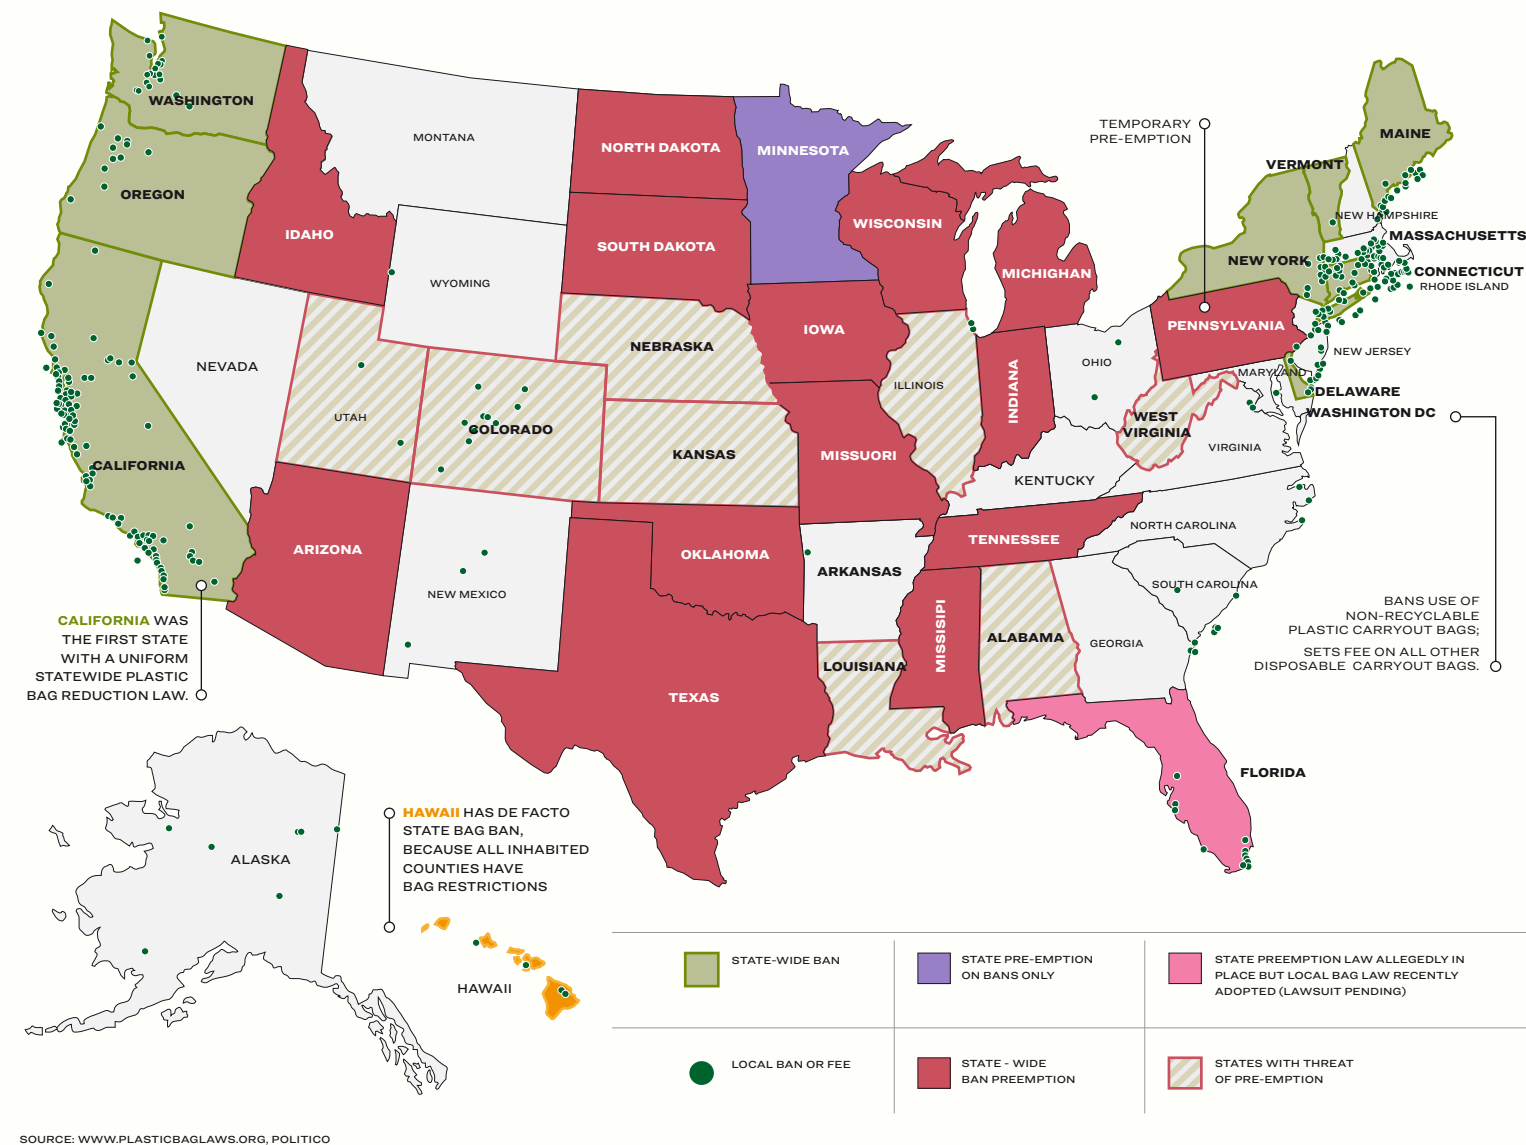 WASHINGTON
MONTANA
NORTH DAKOTA
MINNESOTA
TEMPORARY
PRE-EMPTION
MAINE
VERMONT
OREGON
IDAHO
SOUTH DAKOTA
WISCONSIN
NEW HAMPSHIRE
MASSACHUSETTS
NEW YORK
CONNECTICUT
RHODE ISLAND
WYOMING
MICHIGHAN
IOWA
PENNSYLVANIA
NEBRASKA
NEVADA
ILLINOIS
INDIANA
OHIO
NEW JERSEY
MARYLAND
DELAWARE
WASHINGTON DC
UTAH
COLORADO
KANSAS
MISSUORI
WEST
VIRGINIA
VIRGINIA
CALIFORNIA
KENTUCKY
ARIZONA
OKLAHOMA
TENNESSEE
NORTH CAROLINA
NEW MEXICO
ARKANSAS
SOUTH CAROLINA
CALIFORNIA WAS
THE FIRST STATE
WITH A UNIFORM
STATEWIDE PLASTIC
BAG REDUCTION LAW.
BANS USE OF
NON-RECYCLABLE
PLASTIC CARRYOUT BAGS;
SETS FEE ON ALL OTHER
DISPOSABLE CARRYOUT BAGS.
MISSISIPI
ALABAMA
GEORGIA
LOUISIANA
TEXAS
FLORIDA
ALASKA
HAWAII HAS DE FACTO
STATE BAG BAN,
BECAUSE ALL INHABITED
COUNTIES HAVE
BAG RESTRICTIONS
HAWAII
STATE-WIDE BAN
STATE PRE-EMPTION
ON BANS ONLY
STATE PREEMPTION LAW ALLEGEDLY IN
PLACE BUT LOCAL BAG LAW RECENTLY
ADOPTED (LAWSUIT PENDING)
LOCAL BAN OR FEE
STATE - WIDE
BAN PREEMPTION
STATES WITH THREAT
OF PRE-EMPTION
SOURCE: WWW.PLASTICBAGLAWS.ORG, POLITICO